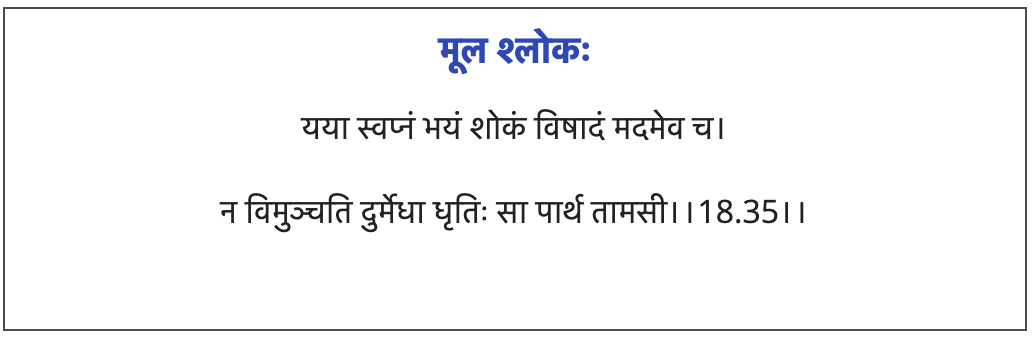 मूल श्लोकः
यया स्वप्नं भयं शोकं विषादं मदमेव च।
न विमुञ्चति दुर्मेधा धृतिः सा पार्थ तामसी।।18.35।।